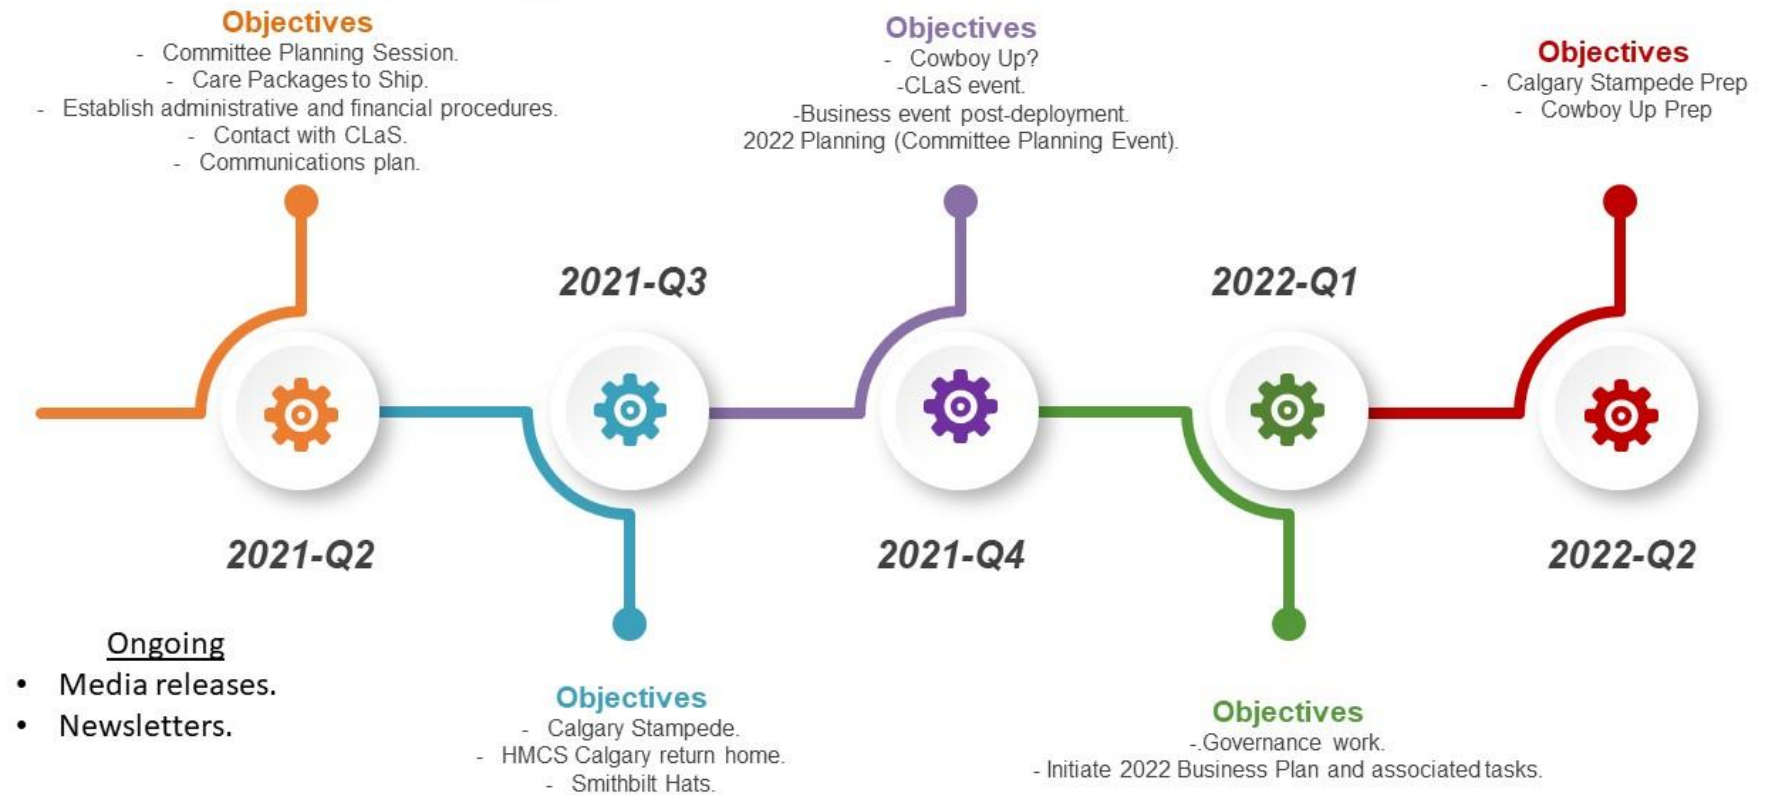 Objectives
- Committee Planning Session.
- Care Packages to Ship.
- Establish administrative and financial procedures.
- Contact with CLaS.
- Communications plan.
Objectives
- Cowboy Up?
-CLaS event.
-Business event post-deployment.
2022 Planning (Committee Planning Event).
Objectives
- Calgary Stampede Prep
- Cowboy Up Prep
2021-Q3
2022-Q1
2021-Q2
2021-Q4
2022-Q2
Ongoing
• Media releases.
• Newsletters.
Objectives
- Calgary Stampede.
- HMCS Calgary return home.
- Smithbilt Hats.
Objectives
-.Governance work.
- Initiate 2022 Business Plan and associated tasks.